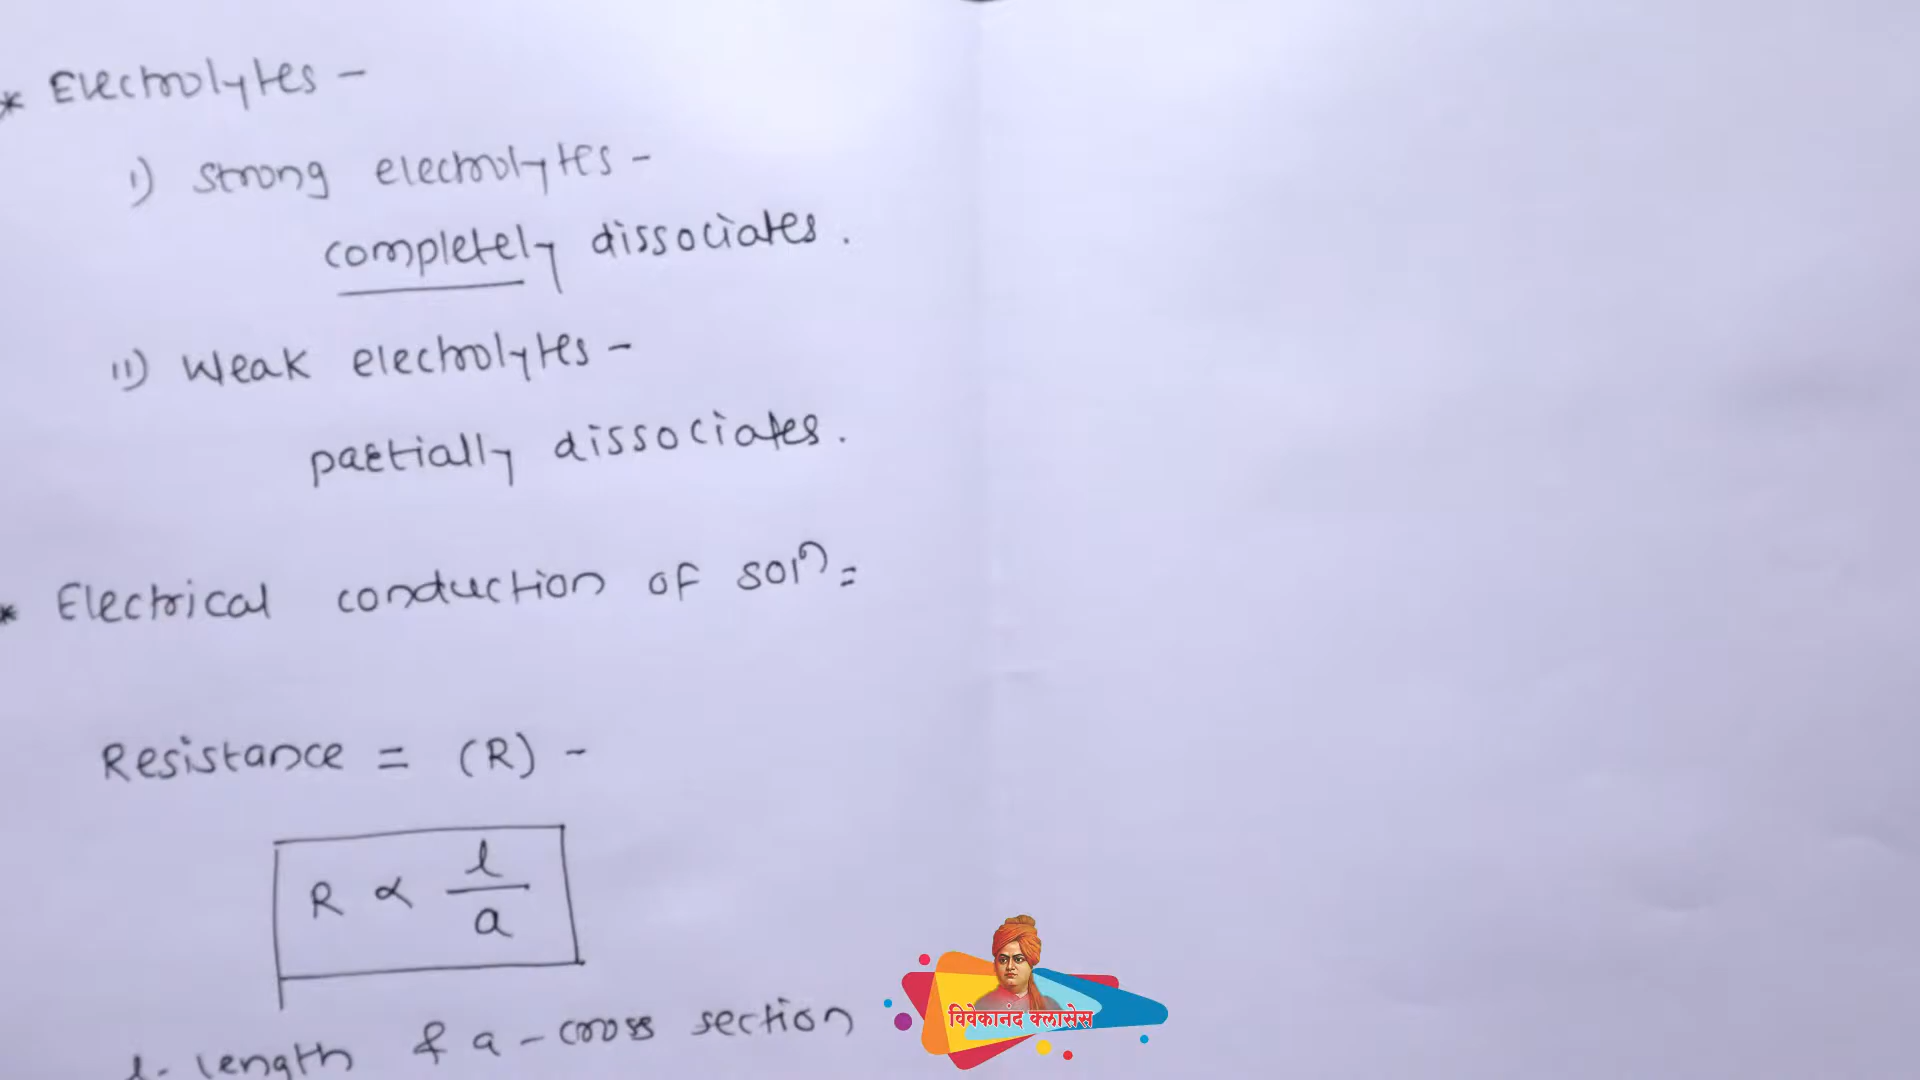 * Electrolytes -
i) strong electrolytes -
completely dissociates.
ii) Weak electrolytes -
partially dissociates.
* Electrical conduction of solⁿ =
Resistance = (R) -
R ∝ l/a
l - length & a - cross section
विवेकानंद क्लासेस